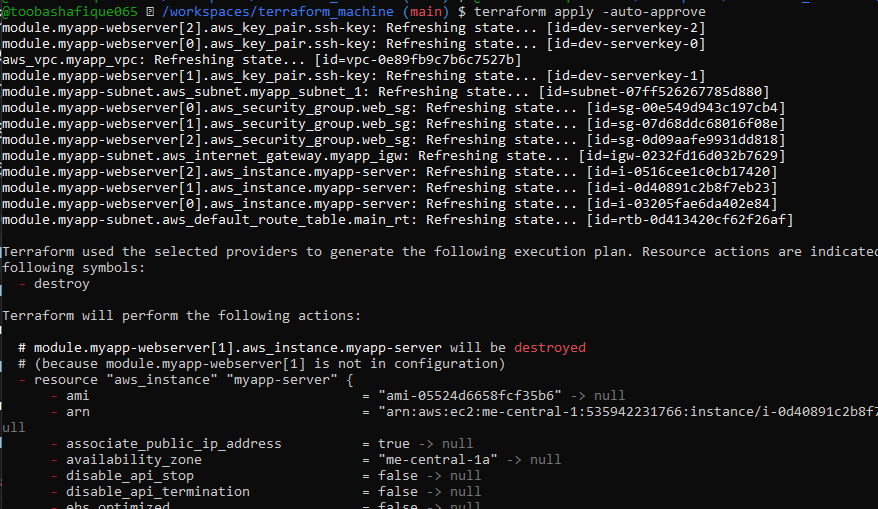 @toobashafique065 /workspaces/terraform_machine (main) $ terraform apply -auto-approve
module.myapp-webserver[2].aws_key_pair.ssh-key: Refreshing state... [id=dev-serverkey-2]
module.myapp-webserver[0].aws_key_pair.ssh-key: Refreshing state... [id=dev-serverkey-0]
aws_vpc.myapp_vpc: Refreshing state... [id=vpc-0e89fb9c7b6c7527b]
module.myapp-webserver[1].aws_key_pair.ssh-key: Refreshing state... [id=dev-serverkey-1]
module.myapp-subnet.aws_subnet.myapp_subnet_1: Refreshing state... [id=subnet-07ff526267785d880]
module.myapp-webserver[0].aws_security_group.web_sg: Refreshing state... [id=sg-00e549d943c197cb4]
module.myapp-webserver[1].aws_security_group.web_sg: Refreshing state... [id=sg-07d68ddc68016f08e]
module.myapp-webserver[2].aws_security_group.web_sg: Refreshing state... [id=sg-0d09aafe9931dd818]
module.myapp-subnet.aws_internet_gateway.myapp_igw: Refreshing state... [id=igw-0232fd16d032b7629]
module.myapp-webserver[2].aws_instance.myapp-server: Refreshing state... [id=i-0516cee1c0cb17420]
module.myapp-webserver[1].aws_instance.myapp-server: Refreshing state... [id=i-0d40891c2b8f7eb23]
module.myapp-webserver[0].aws_instance.myapp-server: Refreshing state... [id=i-03205fae6da402e84]
module.myapp-subnet.aws_default_route_table.main_rt: Refreshing state... [id=rtb-0d413420cf62f26af]
Terraform used the selected providers to generate the following execution plan. Resource actions are indicated
following symbols:
- destroy
Terraform will perform the following actions:
# module.myapp-webserver[1].aws_instance.myapp-server will be destroyed
# (because module.myapp-webserver[1] is not in configuration)
- resource "aws_instance" "myapp-server" {
- ami = "ami-05524d6658fcf35b6" -> null
- arn = "arn:aws:ec2:me-central-1:535942231766:instance/i-0d40891c2b8f7
ull
- associate_public_ip_address = true -> null
- availability_zone = "me-central-1a" -> null
- disable_api_stop = false -> null
- disable_api_termination = false -> null
- ebs_optimized = false -> null